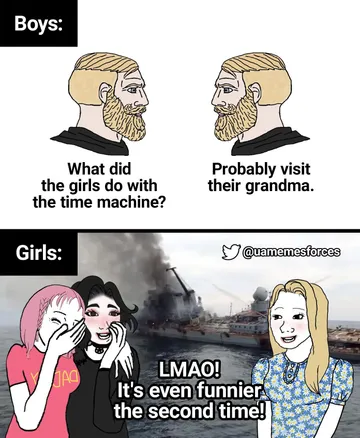 Boys:
What did
the girls do with
the time machine?
Probably visit
their grandma.
Girls:
@uamemesforces
LMAO!
It's even funnier
the second time!